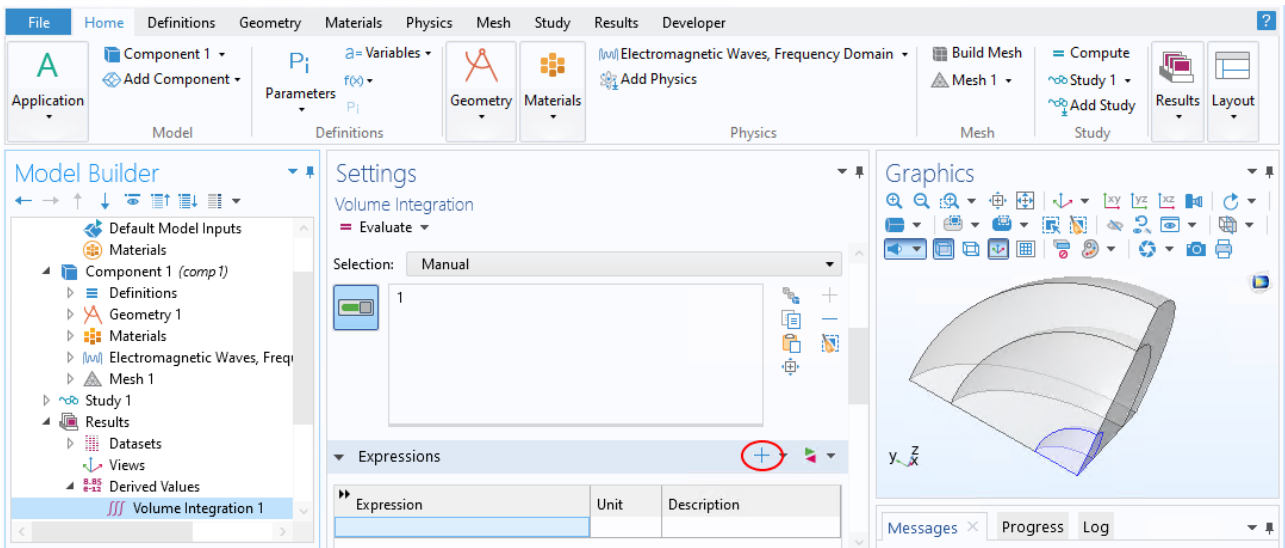 File Home Definitions Geometry Materials Physics Mesh Study Results Developer ?
A Application
Component 1
Add Component
Model
Pi Parameters
a= Variables
f(x)
Pi
Definitions
Geometry
Materials
Electromagnetic Waves, Frequency Domain
Add Physics
Physics
Build Mesh
Mesh 1
Mesh
= Compute
Study 1
Add Study
Study
Results
Layout
Model Builder
Default Model Inputs
Materials
Component 1 (comp1)
Definitions
Geometry 1
Materials
Electromagnetic Waves, Frequ
Mesh 1
Study 1
Results
Datasets
Views
8.85
e-12
Derived Values
Volume Integration 1
Settings
Volume Integration
= Evaluate
Selection: Manual
1
Expressions
Expression Unit Description
Graphics
xy yz xz
y z x
Messages Progress Log